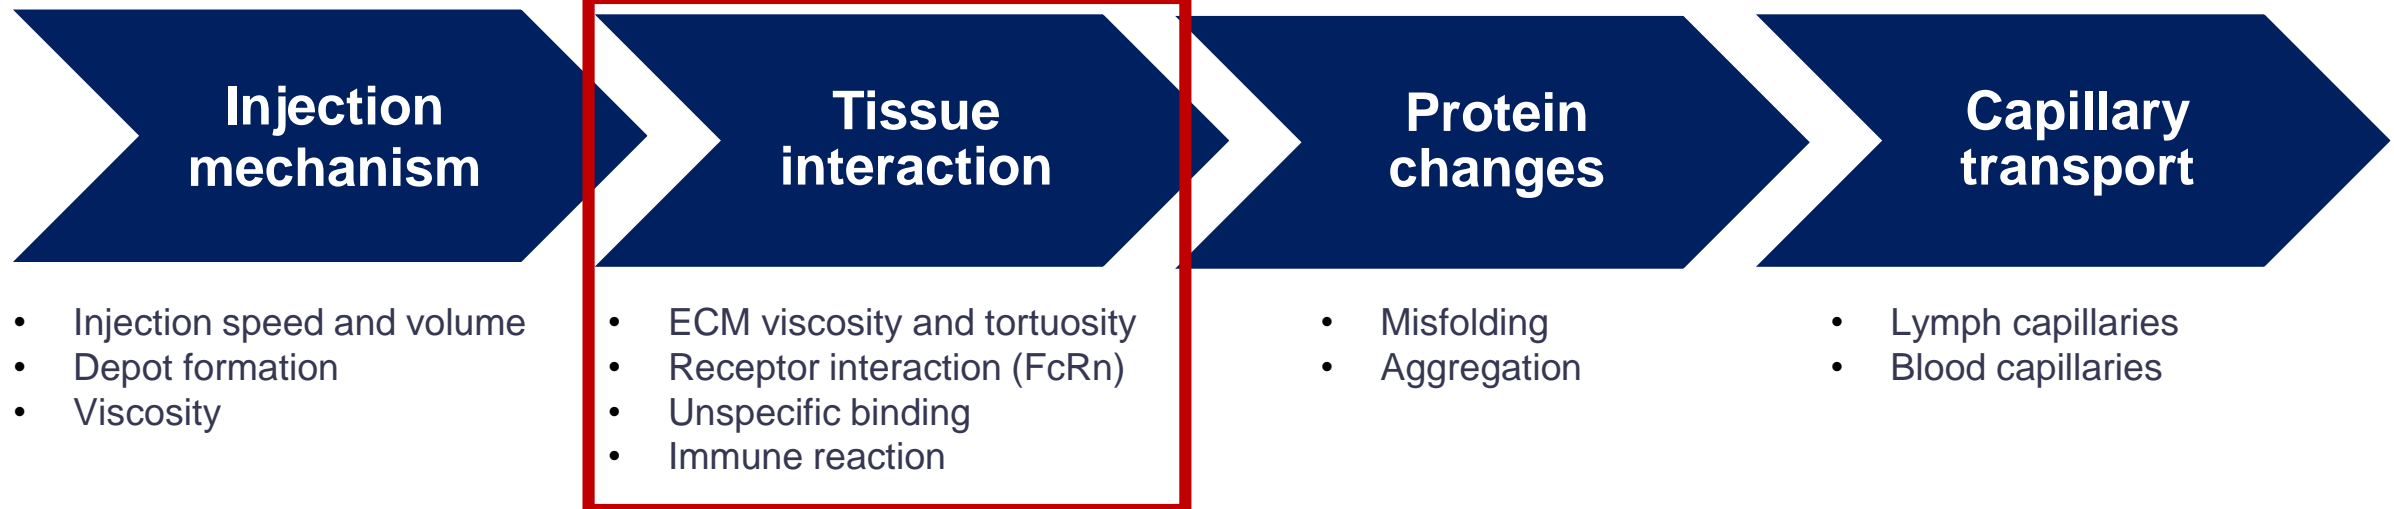 Injection
mechanism
• Injection speed and volume
• Depot formation
• Viscosity
Tissue
interaction
• ECM viscosity and tortuosity
• Receptor interaction (FcRn)
• Unspecific binding
• Immune reaction
Protein
changes
• Misfolding
• Aggregation
Capillary
transport
• Lymph capillaries
• Blood capillaries